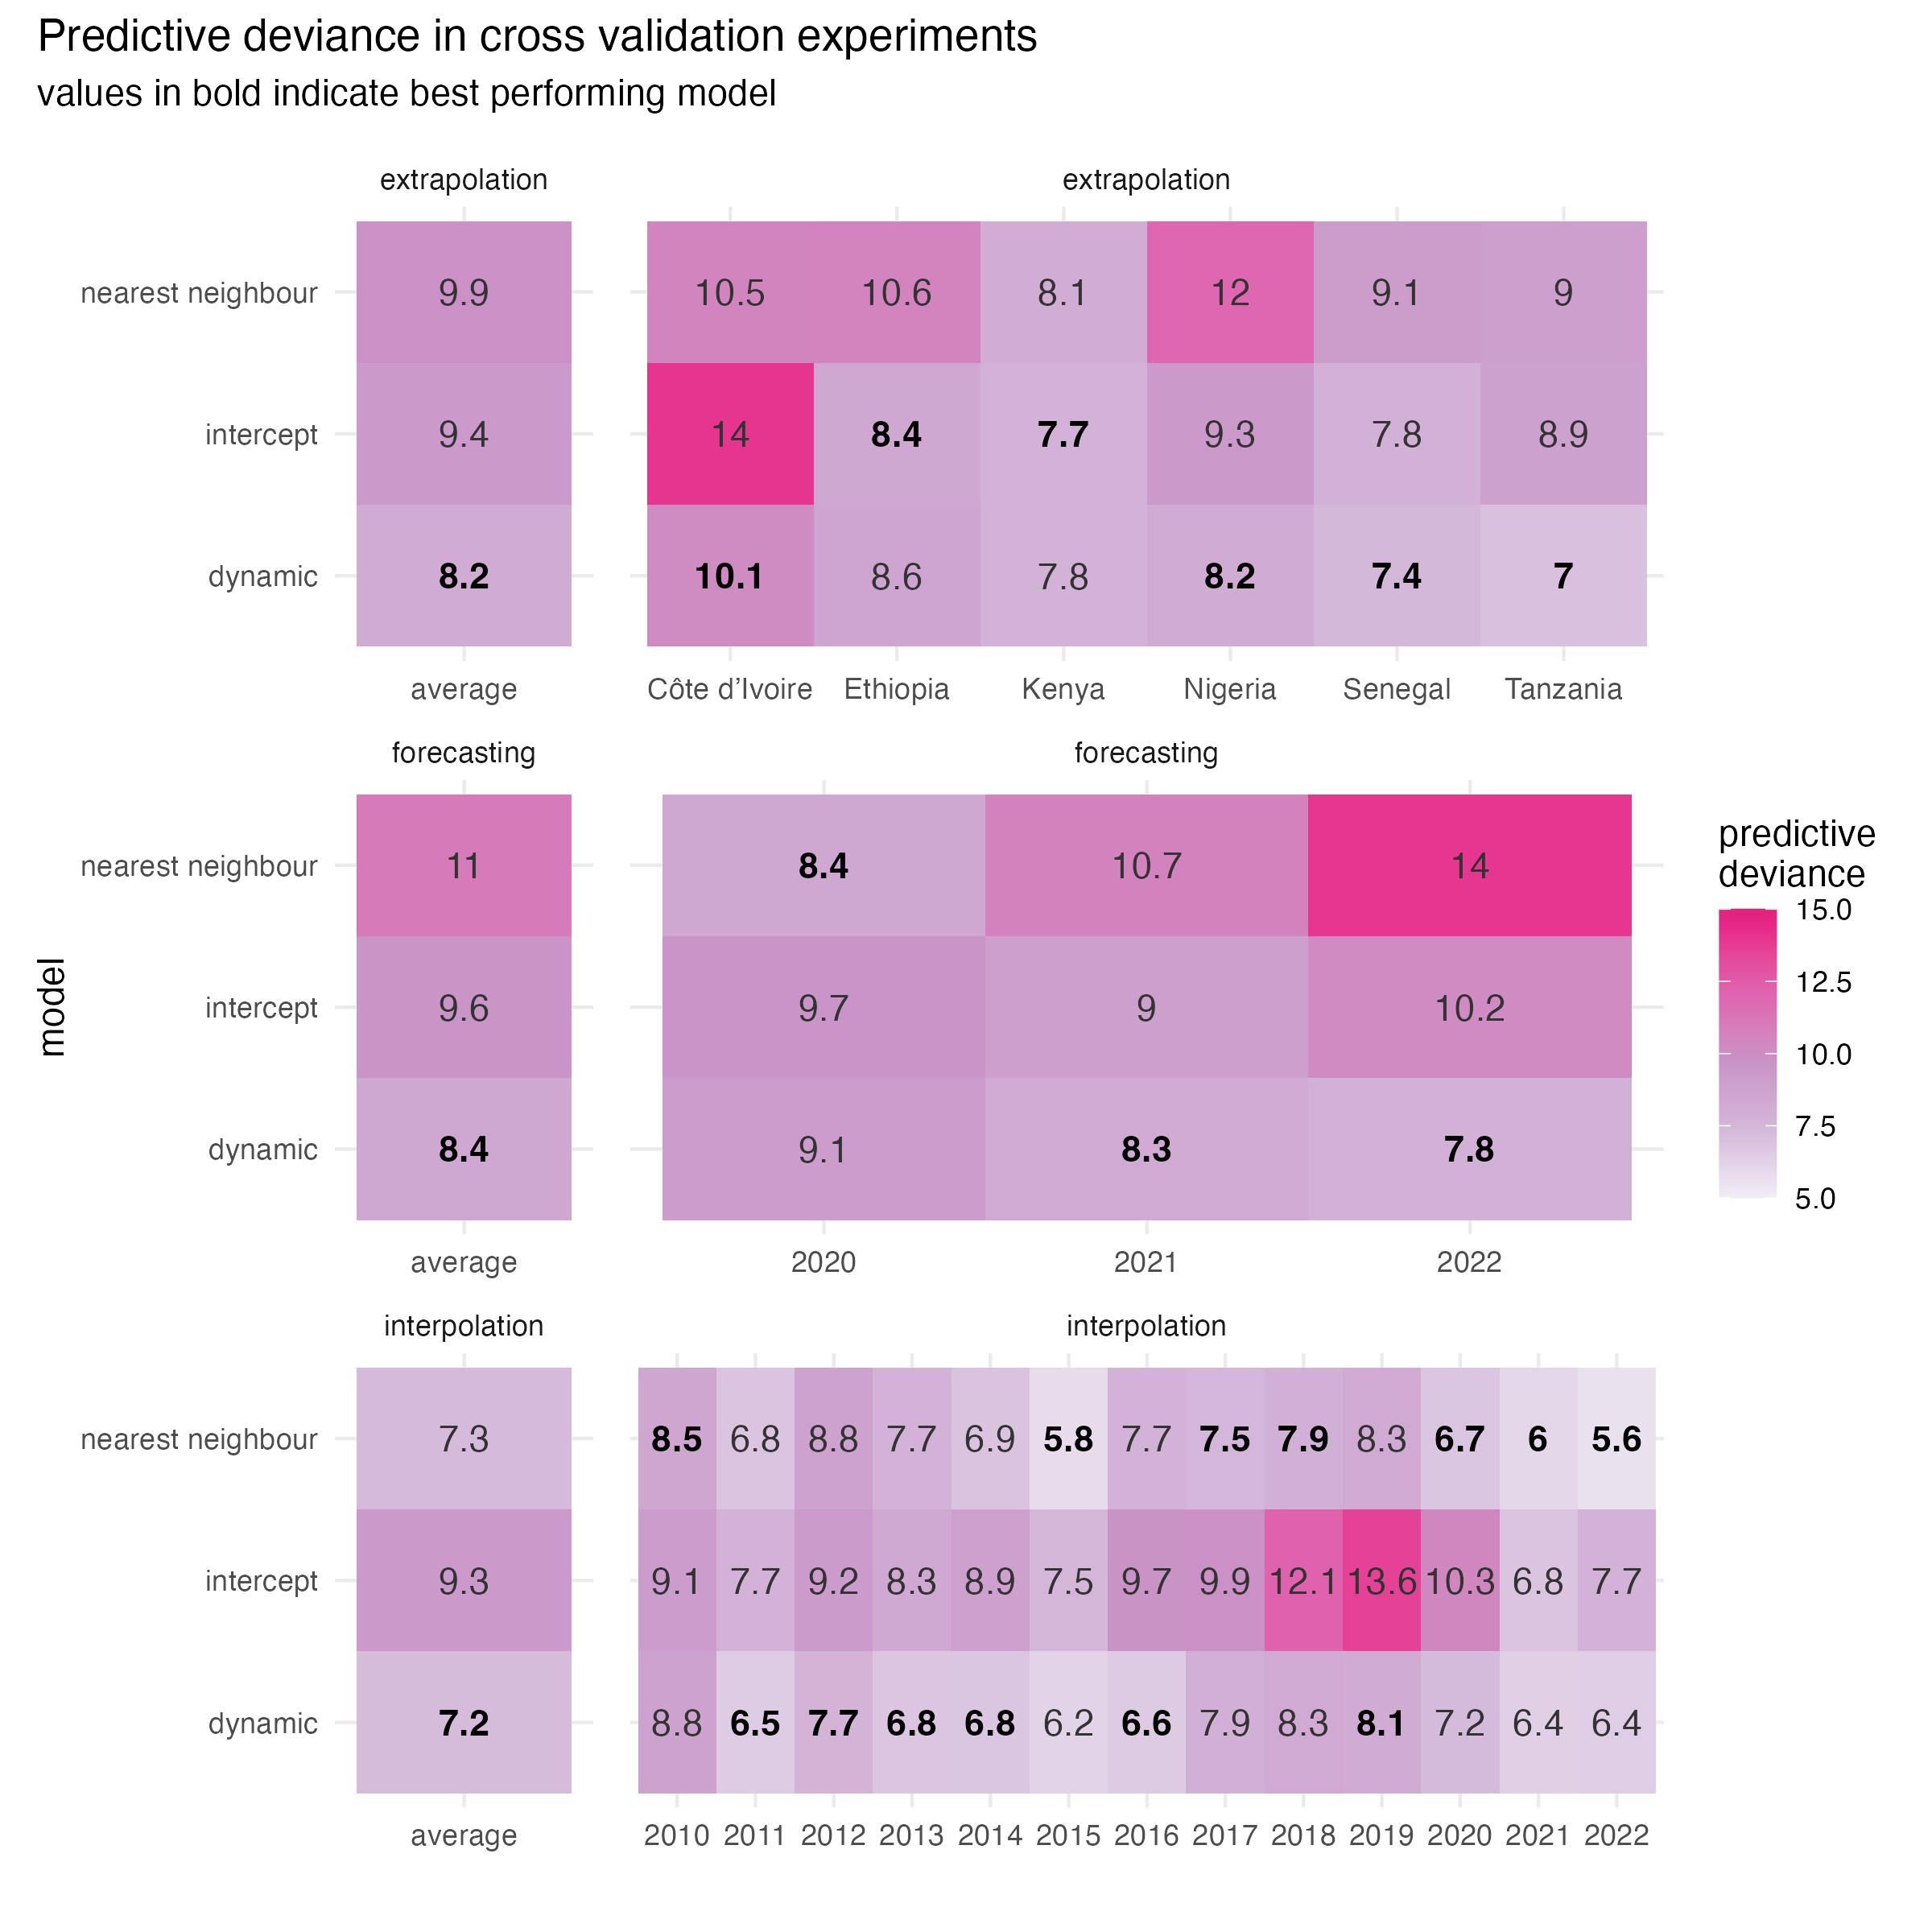 Predictive deviance in cross validation experiments
values in bold indicate best performing model
extrapolation extrapolation
nearest neighbour 9.9 10.5 10.6 8.1 12 9.1 9
intercept 9.4 14 8.4 7.7 9.3 7.8 8.9
dynamic 8.2 10.1 8.6 7.8 8.2 7.4 7
average Côte d’Ivoire Ethiopia Kenya Nigeria Senegal Tanzania
forecasting forecasting
nearest neighbour 11 8.4 10.7 14
intercept 9.6 9.7 9 10.2
dynamic 8.4 9.1 8.3 7.8
average 2020 2021 2022
interpolation interpolation
nearest neighbour 7.3 8.5 6.8 8.8 7.7 6.9 5.8 7.7 7.5 7.9 8.3 6.7 6 5.6
intercept 9.3 9.1 7.7 9.2 8.3 8.9 7.5 9.7 9.9 12.1 13.6 10.3 6.8 7.7
dynamic 7.2 8.8 6.5 7.7 6.8 6.8 6.2 6.6 7.9 8.3 8.1 7.2 6.4 6.4
average 2010 2011 2012 2013 2014 2015 2016 2017 2018 2019 2020 2021 2022
model
predictive
deviance
15.0
12.5
10.0
7.5
5.0